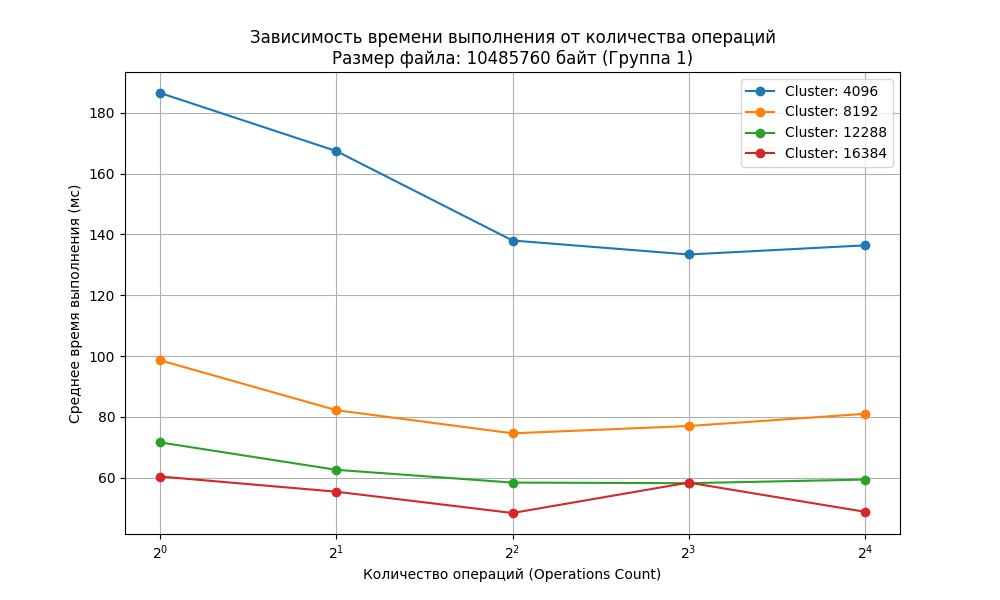 Зависимость времени выполнения от количества операций
Размер файла: 10485760 байт (Группа 1)
Cluster: 4096
Cluster: 8192
Cluster: 12288
Cluster: 16384
Среднее время выполнения (мс)
180
160
140
120
100
80
60
2⁰ 2¹ 2² 2³ 2⁴
Количество операций (Operations Count)